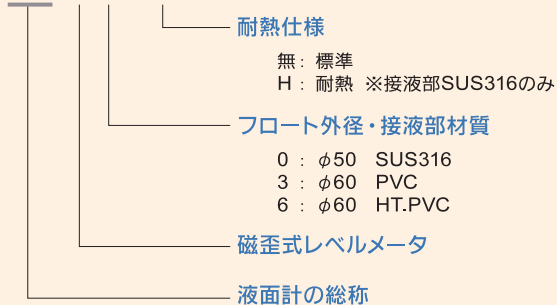 耐熱仕様
無： 標準
H： 耐熱 ※接液部SUS316のみ
フロート外径・接液部材質
0： φ50 SUS316
3： φ60 PVC
6： φ60 HT.PVC
磁歪式レベルメータ
液面計の総称